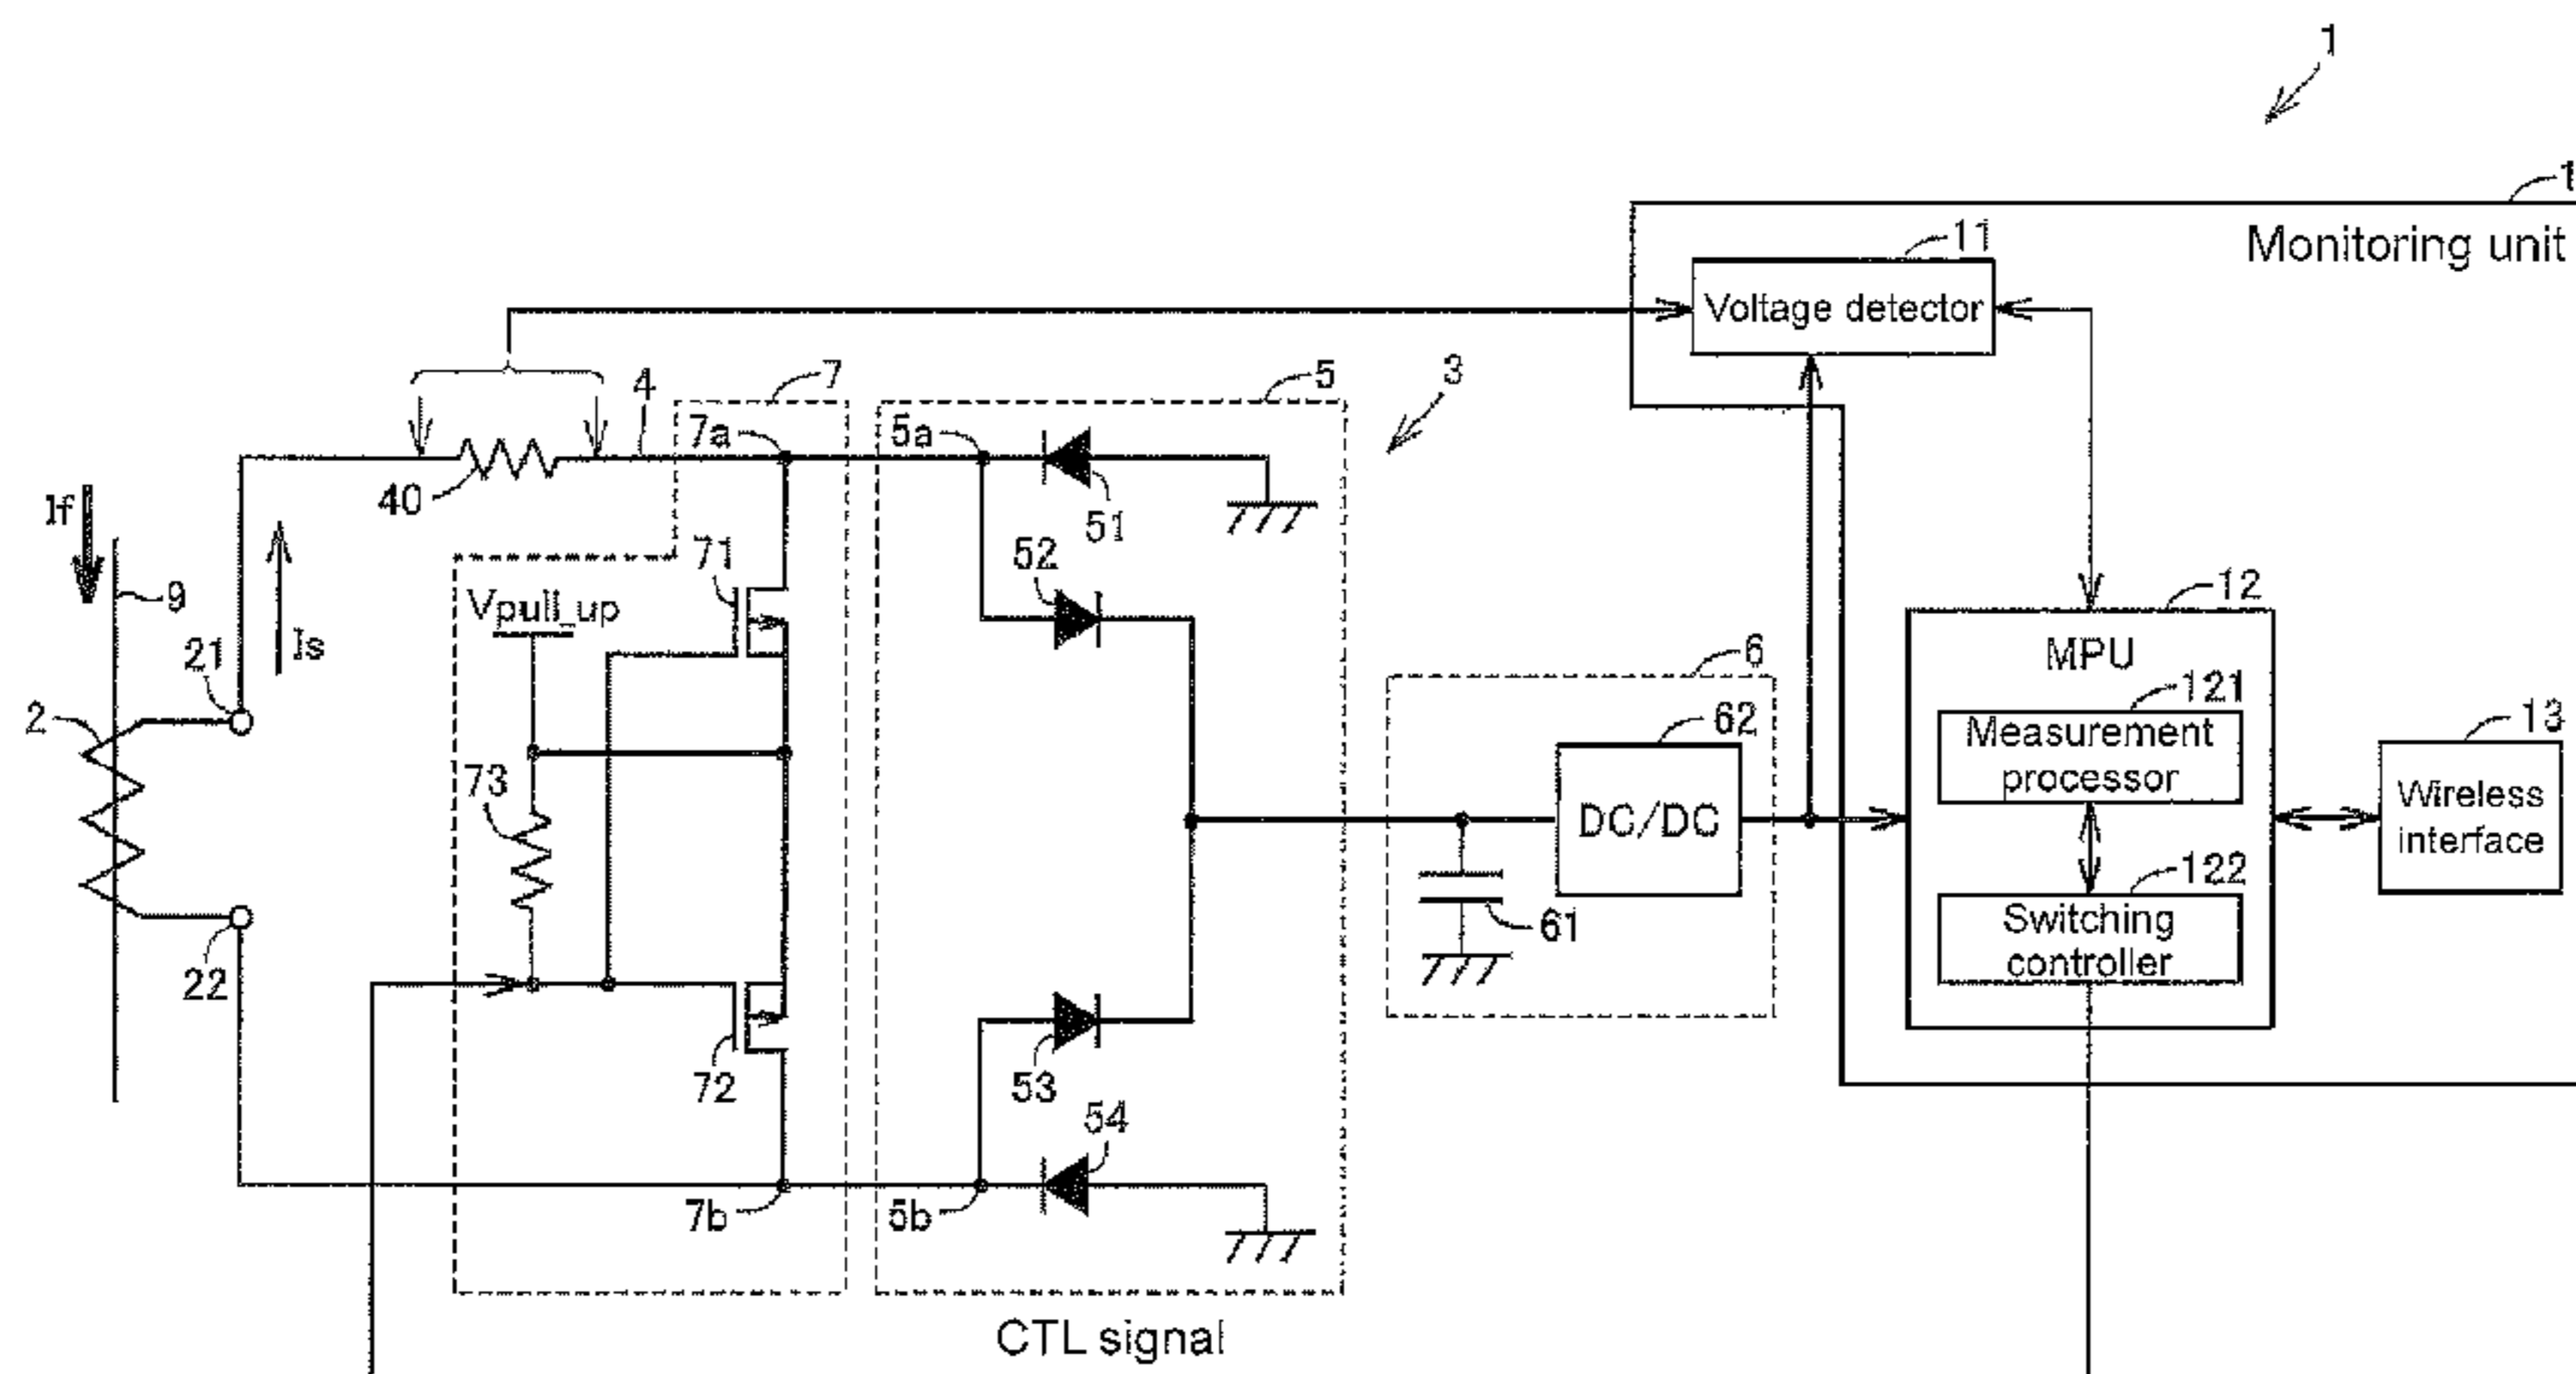 1
1
Monitoring unit
11
Voltage detector
3
7
5
4
7a
5a
40
51
If
Is
9
71
52
Vpull_up
21
2
12
MPU
6
121
Measurement
processor
62
13
73
DC/DC
Wireless
interface
122
61
Switching
controller
22
72
53
54
7b
5b
CTL signal